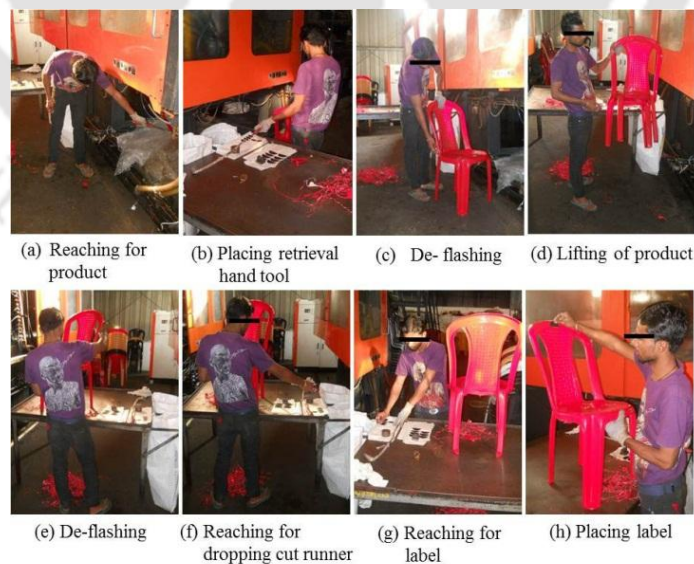 (a) Reaching for
product
(b) Placing retrieval
hand tool
(c) De- flashing
(d) Lifting of product
(e) De-flashing
(f) Reaching for
dropping cut runner
(g) Reaching for
label
(h) Placing label